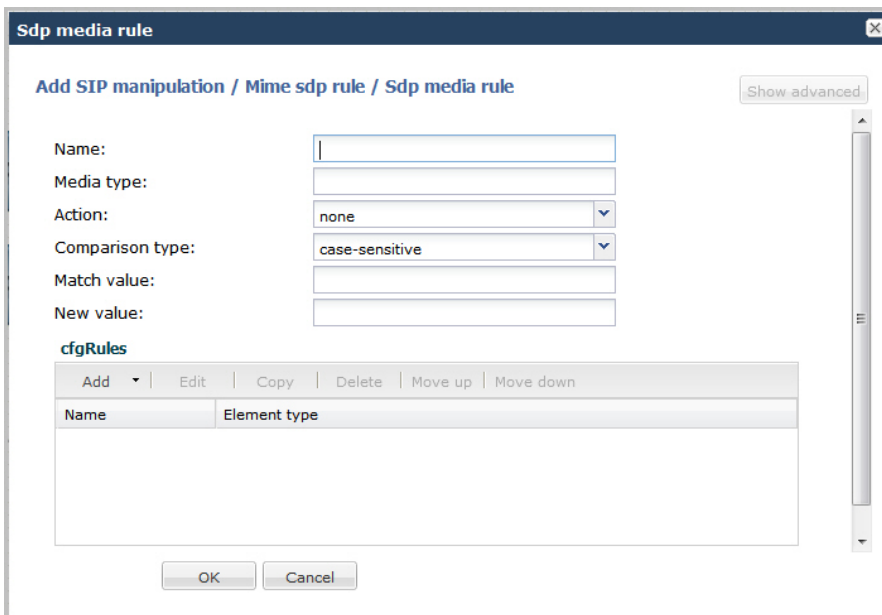 Sdp media rule
Add SIP manipulation / Mime sdp rule / Sdp media rule
Show advanced
Name:
Media type:
Action: none
Comparison type: case-sensitive
Match value:
New value:
cfgRules
Add Edit Copy Delete Move up Move down
Name Element type
OK Cancel